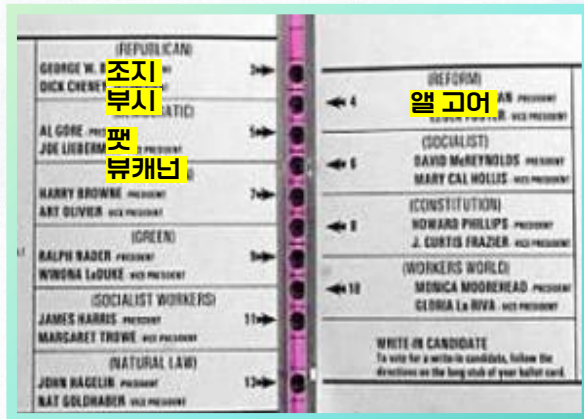 (REPUBLICAN)
GEORGE W. 조지
DICK CHENEY 부시
3
AL GORE 팻
JOE LIEBERM 뷰캐넌
5
HARRY BROWNE PRESIDENT
ART OLIVIER VICE PRESIDENT
7
(GREEN)
RALPH NADER PRESIDENT
WINONA LaDUKE VICE PRESIDENT
9
(SOCIALIST WORKERS)
JAMES HARRIS PRESIDENT
MARGARET TROWE VICE PRESIDENT
11
(NATURAL LAW)
JOHN HAGELIN PRESIDENT
NAT GOLDHABER VICE PRESIDENT
13
(REFORM)
4
앨 고어 PRESIDENT
VICE PRESIDENT
(SOCIALIST)
6
DAVID McREYNOLDS PRESIDENT
MARY CAL HOLLIS VICE PRESIDENT
(CONSTITUTION)
8
HOWARD PHILLIPS PRESIDENT
J. CURTIS FRAZIER VICE PRESIDENT
(WORKERS WORLD)
10
MONICA MOOREHEAD PRESIDENT
GLORIA La RIVA VICE PRESIDENT
WRITE-IN CANDIDATE
To vote for a write-in candidate, follow the
directions on the long stub of your ballot card.